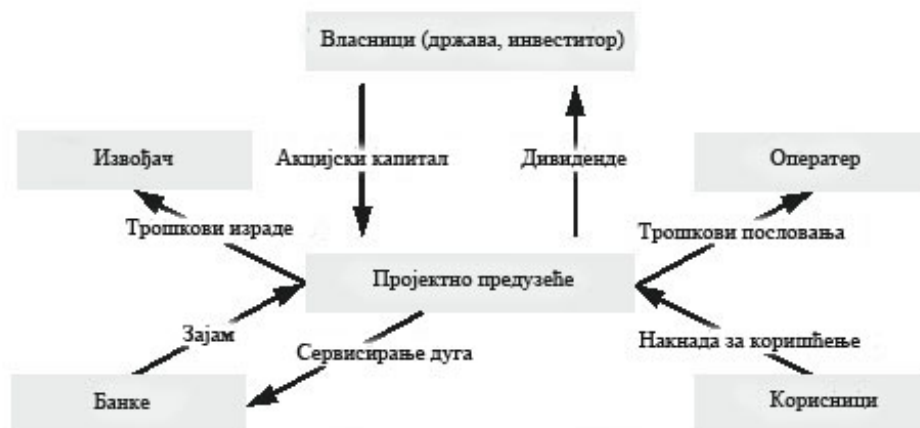 Власници (држава, инвеститор)
Извођач
Акцијски капитал
Дивиденде
Оператер
Трошкови израде
Трошкови пословања
Пројектно предузеће
Зајам
Сервисирање дуга
Накнада за коришћење
Банке
Корисници